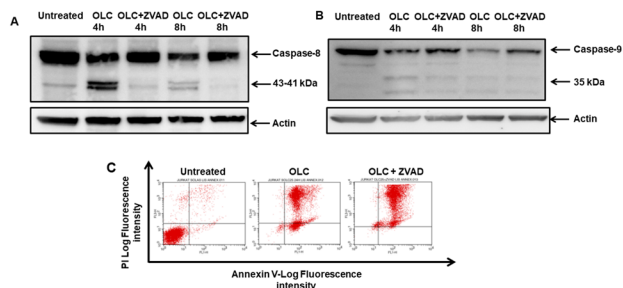 A
Untreated OLC OLC+ZVAD OLC OLC+ZVAD
4h 4h 8h 8h
Caspase-8
43-41 kDa
Actin
B
Untreated OLC OLC+ZVAD OLC OLC+ZVAD
4h 4h 8h 8h
Caspase-9
35 kDa
Actin
C
Untreated OLC OLC + ZVAD
PI Log Fluorescence
intensity
Annexin V-Log Fluorescence
intensity